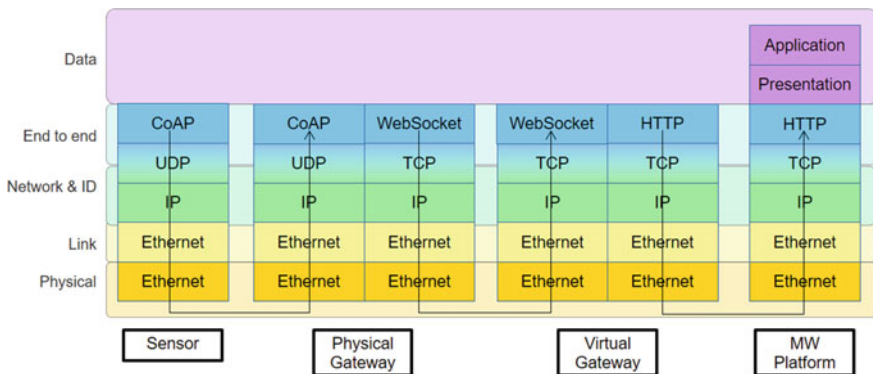 Data
Application
Presentation
End to end
CoAP CoAP WebSocket WebSocket HTTP HTTP
UDP UDP TCP TCP TCP TCP
Network & ID
IP IP IP IP IP IP
Link
Ethernet Ethernet Ethernet Ethernet Ethernet Ethernet
Physical
Ethernet Ethernet Ethernet Ethernet Ethernet Ethernet
Sensor
Physical
Gateway
Virtual
Gateway
MW
Platform